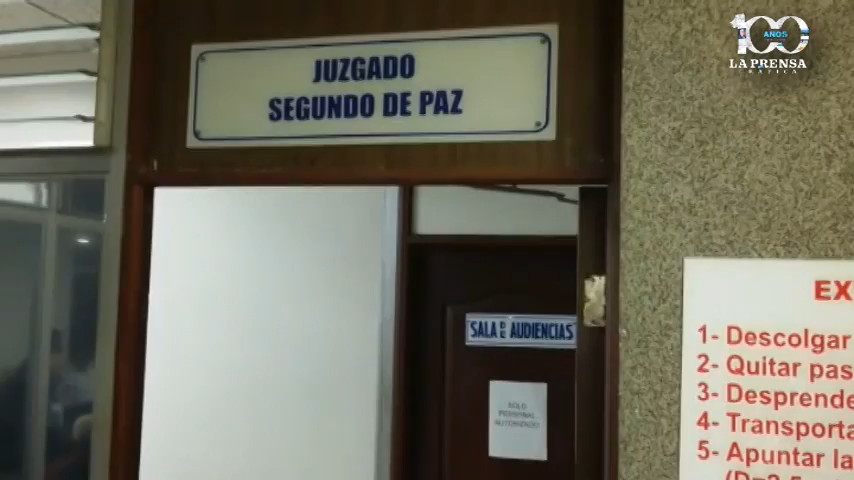 JUZGADO
SEGUNDO DE PAZ
100
AÑOS
LA PRENSA
GRÁFICA
SALA DE AUDIENCIAS
SOLO
PERSONAL
AUTORIZADO
EX
1- Descolgar
2- Quitar pas
3- Desprende
4- Transporta
5- Apuntar la